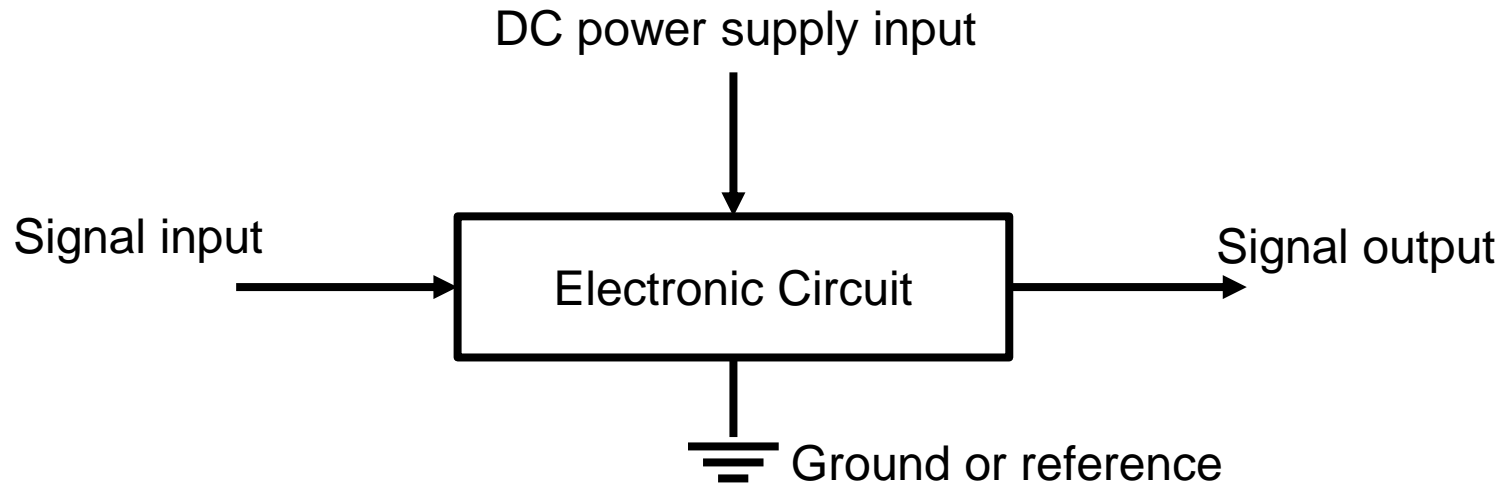 DC power supply input
Signal input
Signal output
Electronic Circuit
Ground or reference